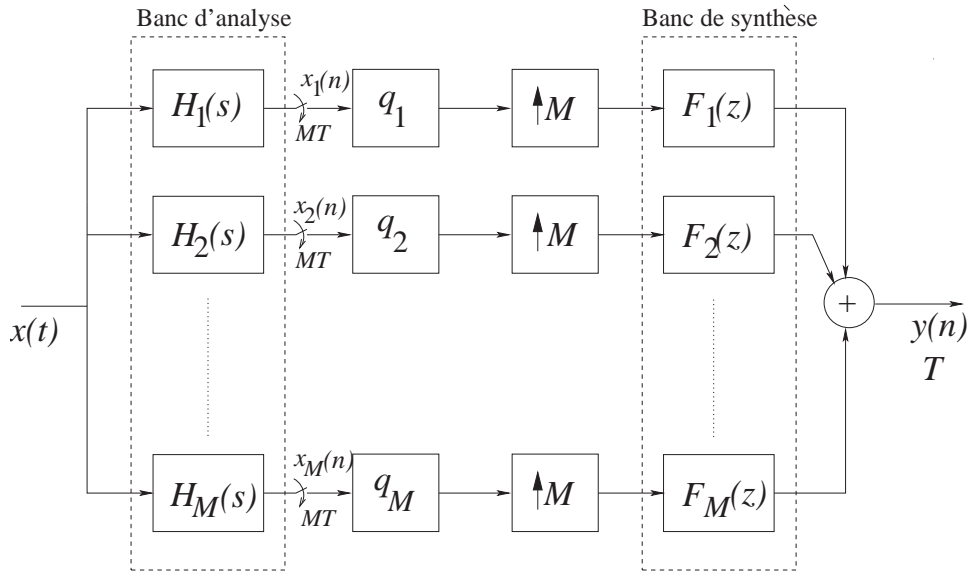 Banc d'analyse
Banc de synthèse
H1(s)
x1(n)
MT
q1
M
F1(z)
H2(s)
x2(n)
MT
q2
M
F2(z)
x(t)
+
y(n)
T
HM(s)
xM(n)
MT
qM
M
FM(z)